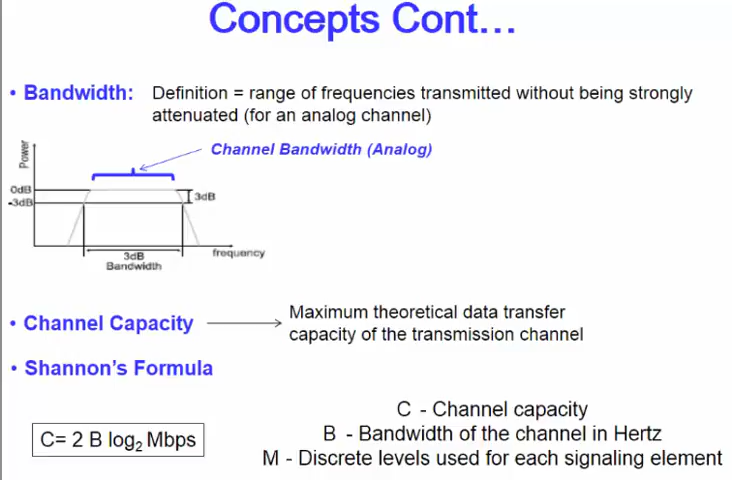 Concepts Cont...
• Bandwidth: Definition = range of frequencies transmitted without being strongly
attenuated (for an analog channel)
Channel Bandwidth (Analog)
Power
0dB
-3dB
3dB
3dB
Bandwidth
frequency
• Channel Capacity
Maximum theoretical data transfer
capacity of the transmission channel
• Shannon's Formula
C= 2 B log₂ Mbps
C - Channel capacity
B - Bandwidth of the channel in Hertz
M - Discrete levels used for each signaling element